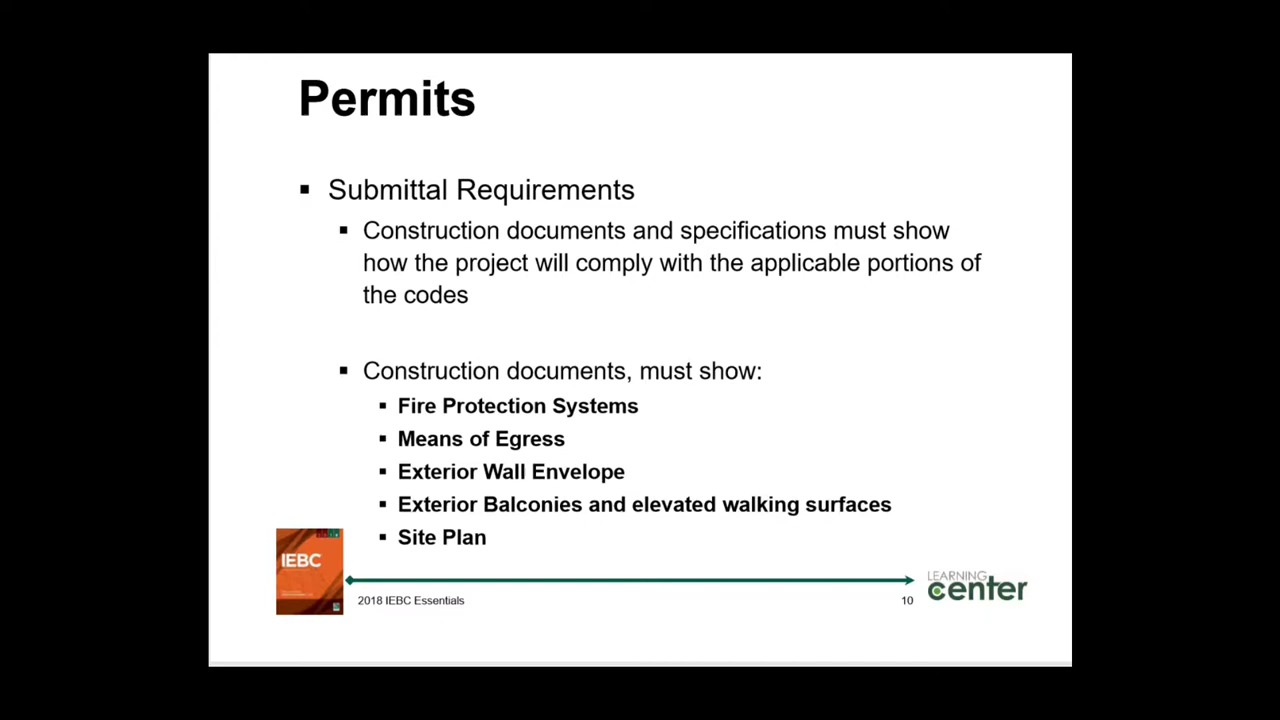 Permits
▪ Submittal Requirements
▪ Construction documents and specifications must show
how the project will comply with the applicable portions of
the codes
▪ Construction documents, must show:
▪ Fire Protection Systems
▪ Means of Egress
▪ Exterior Wall Envelope
▪ Exterior Balconies and elevated walking surfaces
▪ Site Plan
IEBC
2018 IEBC Essentials
10
LEARNING
center